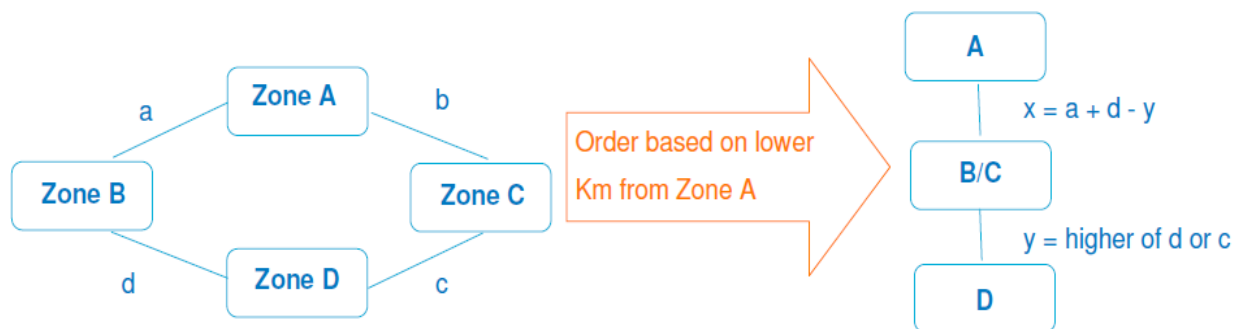 Zone A
a
b
Zone B
Zone C
d
Zone D
c
Order based on lower
Km from Zone A
A
x = a + d - y
B/C
y = higher of d or c
D